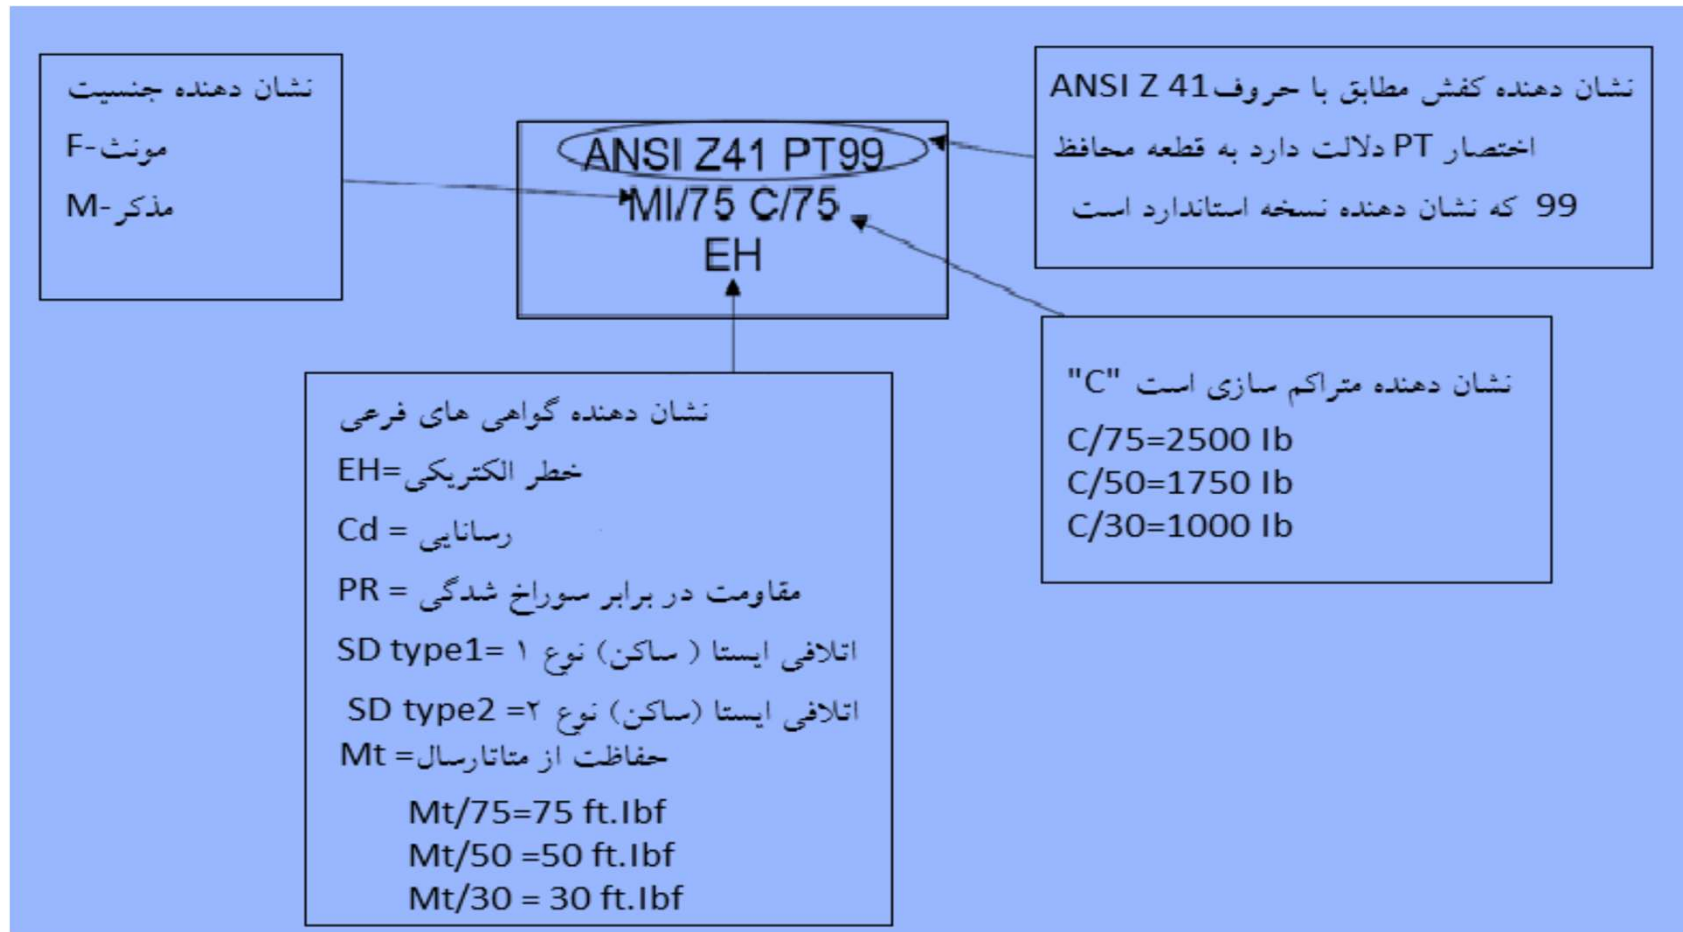 نشان دهنده جنسیت
مونث-F
مذکر-M
ANSI Z41 PT99
MI/75 C/75
EH
نشان دهنده کفش مطابق با حروف ANSI Z 41
اختصار PT دلالت دارد به قطعه محافظ
99 که نشان دهنده نسخه استاندارد است
نشان دهنده متراکم سازی است "C"
C/75=2500 Ib
C/50=1750 Ib
C/30=1000 Ib
نشان دهنده گواهی های فرعی
خطر الکتریکی=EH
رسانایی = Cd
مقاومت در برابر سوراخ شدگی = PR
اتلافی ایستا ( ساکن) نوع ۱ =SD type1
اتلافی ایستا (ساکن) نوع ۲= SD type2
حفاظت از متاتارسال= Mt
Mt/75=75 ft.Ibf
Mt/50 =50 ft.Ibf
Mt/30 = 30 ft.Ibf